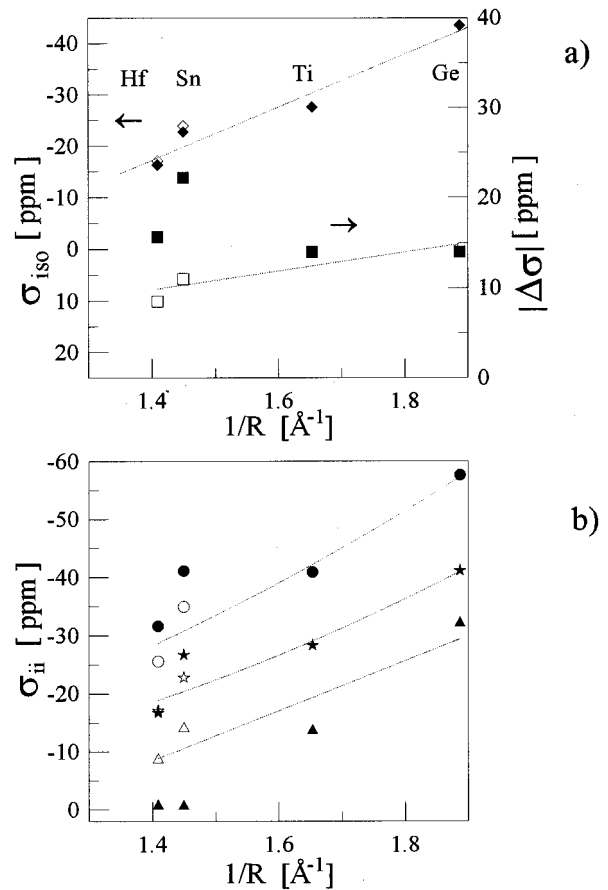 a)
-40
-30
-20
-10
0
10
20
σiso [ ppm]
Hf Sn Ti Ge
← →
40
30
20
10
0
|Δσ| [ ppm]
1.4 1.6 1.8
1/R [Å-1]
b)
-60
-50
-40
-30
-20
-10
0
σii [ ppm ]
1.4 1.6 1.8
1/R [Å-1]